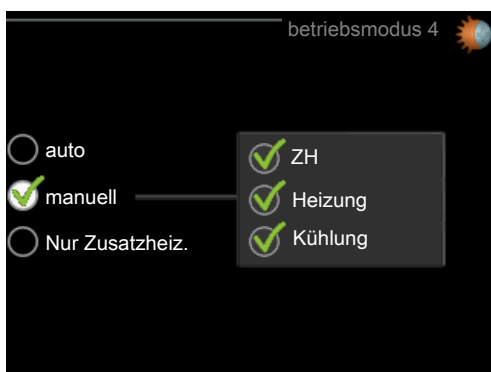 betriebsmodus 4
auto
manuell
Nur Zusatzheiz.
ZH
Heizung
Kühlung